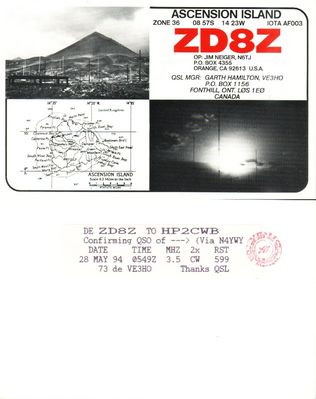 ASCENSION ISLAND
ZONE 36 08 57S 14 23W IOTA AF003
ZD8Z
OP: JIM NEIGER, N6TJ
P.O. BOX 4355
ORANGE, CA 92613 U.S.A.
QSL MGR: GARTH HAMILTON, VE3HO
P.O. BOX 1156
FONTHILL, ONT. LØS 1EØ
CANADA
ASCENSION ISLAND
DE ZD8Z TO HP2CWB
Confirming QSO of ---> (Via N4YWY
DATE TIME MHZ 2x RST
28 MAY 94 0549Z 3.5 CW 599
73 de VE3HO Thanks QSL